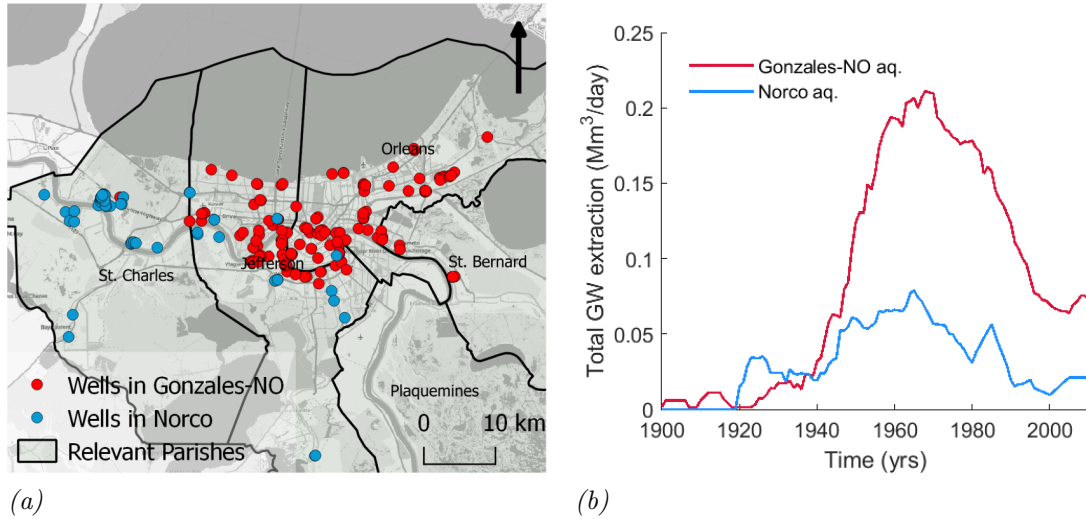 Orleans
St. Charles
Jefferson
St. Bernard
Plaquemines
Wells in Gonzales-NO
Wells in Norco
Relevant Parishes
0 10 km
(a)
Total GW extraction (Mm³/day)
0.25
0.2
0.15
0.1
0.05
0
Gonzales-NO aq.
Norco aq.
1900 1920 1940 1960 1980 2000
Time (yrs)
(b)